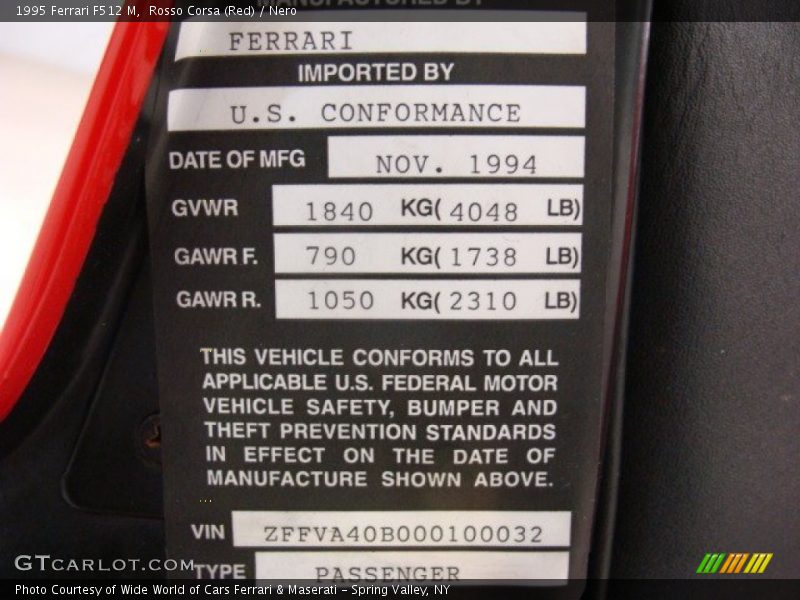 1995 Ferrari F512 M, Rosso Corsa (Red) / Nero
MANUFACTURED BY
FERRARI
IMPORTED BY
U.S. CONFORMANCE
DATE OF MFG NOV. 1994
GVWR 1840 KG( 4048 LB)
GAWR F. 790 KG( 1738 LB)
GAWR R. 1050 KG( 2310 LB)
THIS VEHICLE CONFORMS TO ALL
APPLICABLE U.S. FEDERAL MOTOR
VEHICLE SAFETY, BUMPER AND
THEFT PREVENTION STANDARDS
IN EFFECT ON THE DATE OF
MANUFACTURE SHOWN ABOVE.
VIN ZFFVA40B000100032
TYPE PASSENGER
GTCARLOT.COM
Photo Courtesy of Wide World of Cars Ferrari & Maserati - Spring Valley, NY